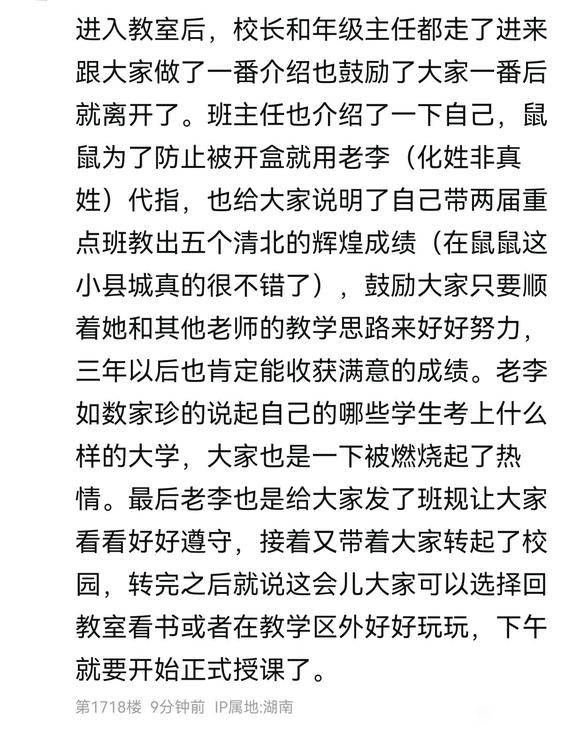 进入教室后，校长和年级主任都走了进来
跟大家做了一番介绍也鼓励了大家一番后
就离开了。班主任也介绍了一下自己，鼠
鼠为了防止被开盒就用老李（化姓非真
姓）代指，也给大家说明了自己带两届重
点班教出五个清北的辉煌成绩（在鼠鼠这
小县城真的很不错了），鼓励大家只要顺
着她和其他老师的教学思路来好好努力，
三年以后也肯定能收获满意的成绩。老李
如数家珍的说起自己的哪些学生考上什么
样的大学，大家也是一下被燃烧起了热
情。最后老李也是给大家发了班规让大家
看看好好遵守，接着又带着大家转起了校
园，转完之后就说这会儿大家可以选择回
教室看书或者在教学区外好好玩玩，下午
就要开始正式授课了。
第1718楼 9分钟前 IP属地:湖南